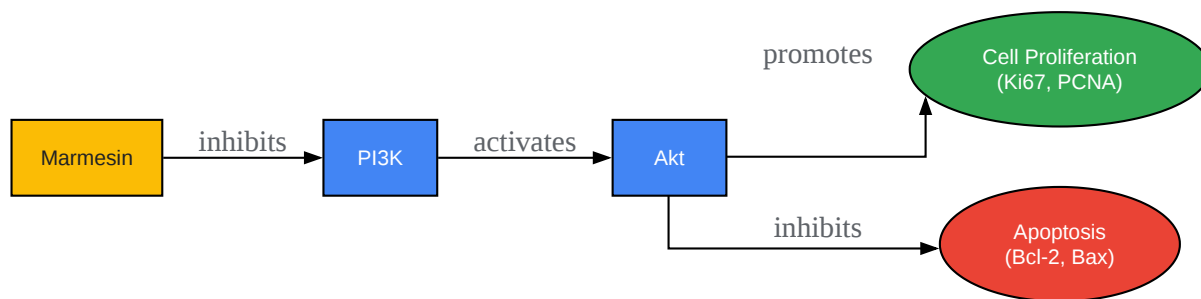 promotes
Cell Proliferation
(Ki67, PCNA)
Marmesin
inhibits
PI3K
activates
Akt
inhibits
Apoptosis
(Bcl-2, Bax)